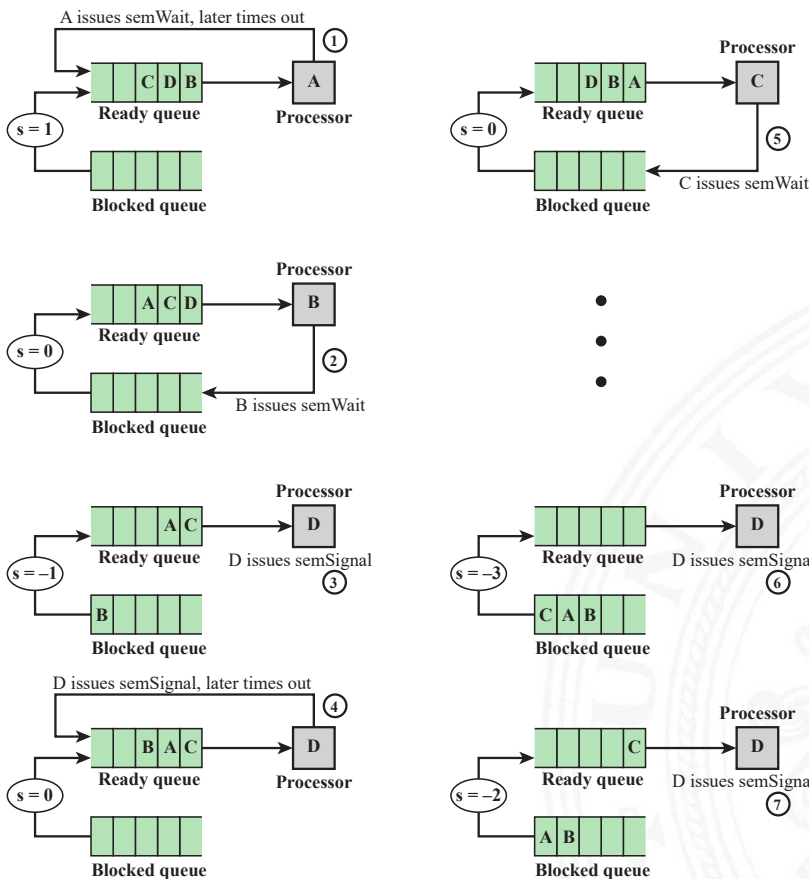 A issues semWait, later times out
1
C D B
A
Ready queue
Processor
s = 1
Blocked queue
Processor
D B A
C
Ready queue
s = 0
5
C issues semWait
Blocked queue
Processor
A C D
B
Ready queue
s = 0
2
B issues semWait
Blocked queue
Processor
A C
D
Ready queue
D issues semSignal
s = –1
3
B
Blocked queue
Processor
D
Ready queue
D issues semSignal
s = –3
6
C A B
Blocked queue
D issues semSignal, later times out
4
B A C
D
Ready queue
Processor
s = 0
Blocked queue
Processor
C
D
Ready queue
D issues semSignal
s = –2
7
A B
Blocked queue
U N I